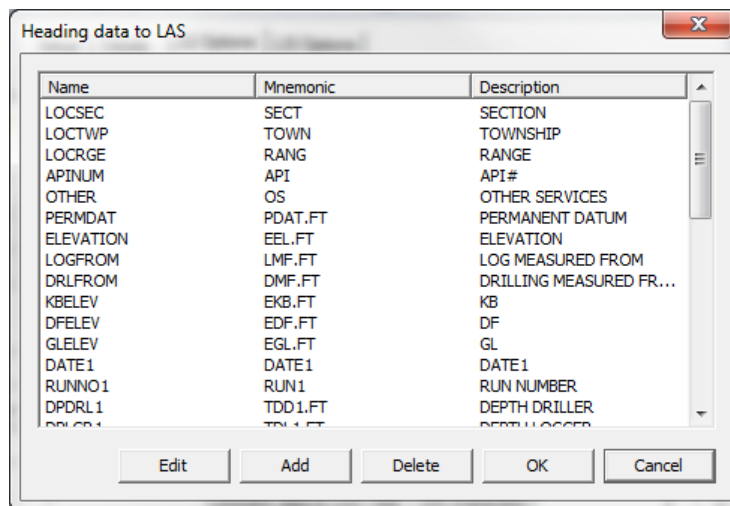 Heading data to LAS
Name Mnemonic Description
LOCSEC SECT SECTION
LOCTWP TOWN TOWNSHIP
LOCRGE RANG RANGE
APINUM API API#
OTHER OS OTHER SERVICES
PERMDAT PDAT.FT PERMANENT DATUM
ELEVATION EEL.FT ELEVATION
LOGFROM LMF.FT LOG MEASURED FROM
DRLFROM DMF.FT DRILLING MEASURED FR...
KBELEV EKB.FT KB
DFELEV EDF.FT DF
GLELEV EGL.FT GL
DATE1 DATE1 DATE1
RUNNO1 RUN1 RUN NUMBER
DPDRL1 TDD1.FT DEPTH DRILLER
Edit Add Delete OK Cancel